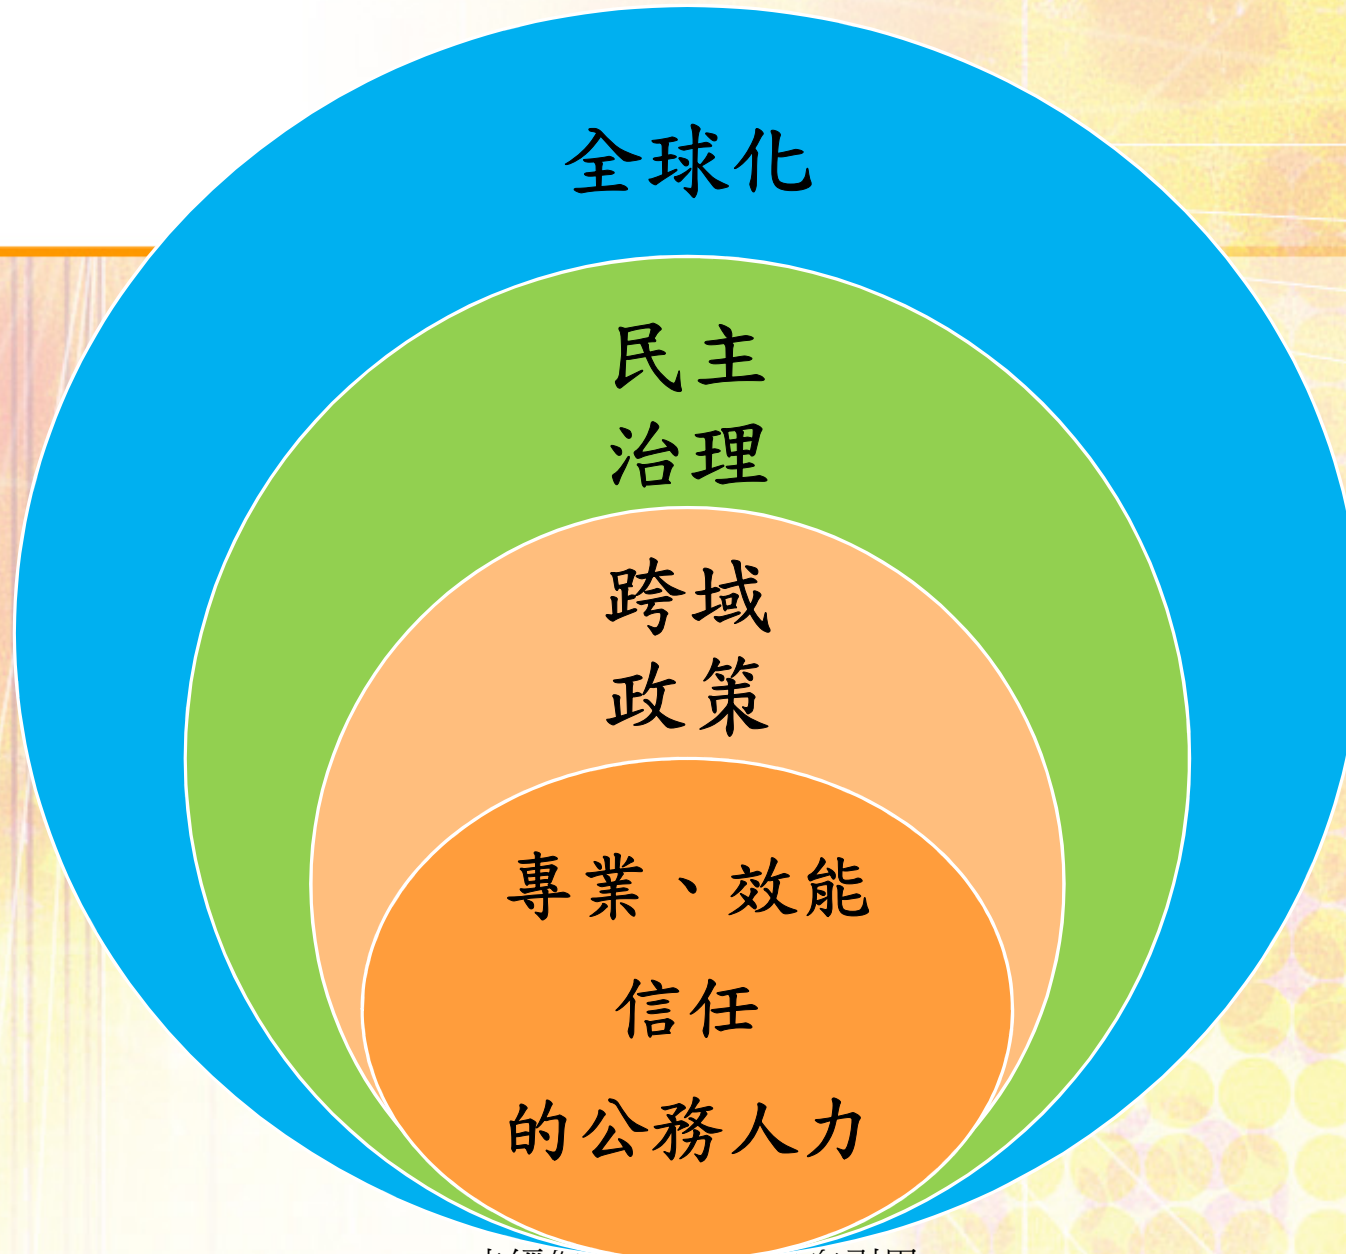 全球化
民主
治理
跨域
政策
專業、效能
信任
的公務人力